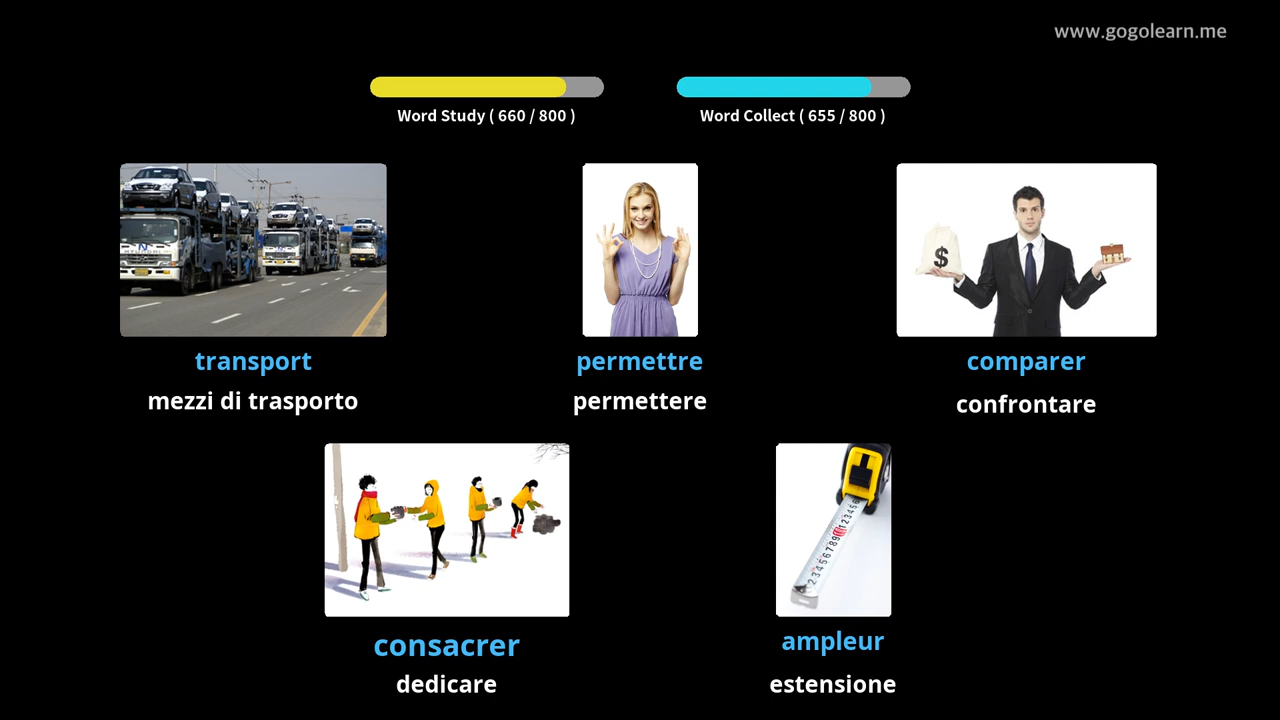 www.gogolearn.me
Word Study ( 660 / 800 )
Word Collect ( 655 / 800 )
$
transport
permettre
comparer
mezzi di trasporto
permettere
confrontare
consacrer
ampleur
dedicare
estensione